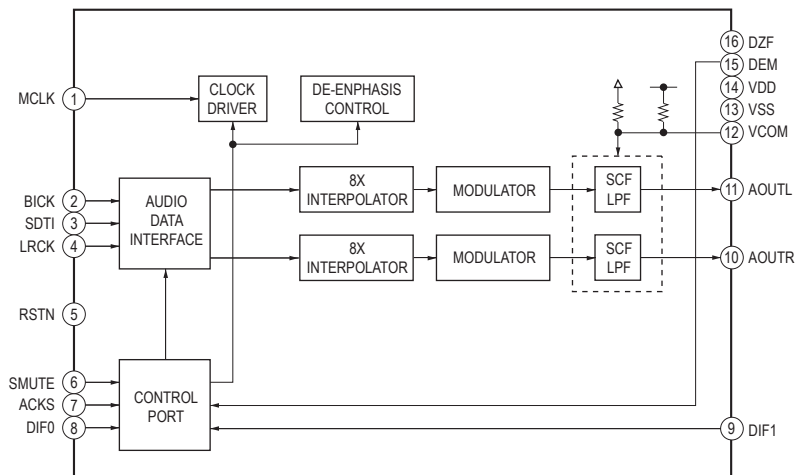 16 DZF
15 DEM
14 VDD
13 VSS
12 VCOM
11 AOUTL
10 AOUTR
9 DIF1
MCLK 1
BICK 2
SDTI 3
LRCK 4
RSTN 5
SMUTE 6
ACKS 7
DIF0 8
CLOCK
DRIVER
DE-ENPHASIS
CONTROL
AUDIO
DATA
INTERFACE
8X
INTERPOLATOR
MODULATOR
SCF
LPF
8X
INTERPOLATOR
MODULATOR
SCF
LPF
CONTROL
PORT